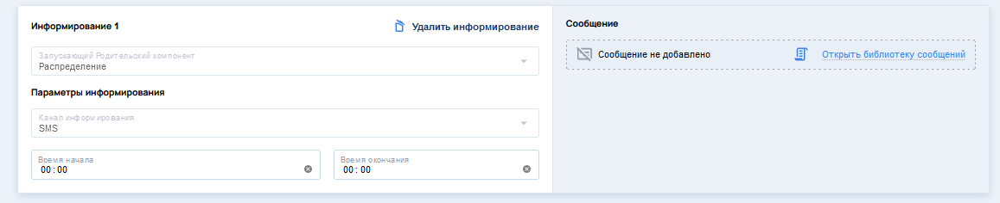 Информирование 1
Удалить информирование
Запускающий Родительский компонент
Распределение
Параметры информирования
Канал информирования
SMS
Время начала
00 : 00
Время окончания
00 : 00
Сообщение
Сообщение не добавлено
Открыть библиотеку сообщений